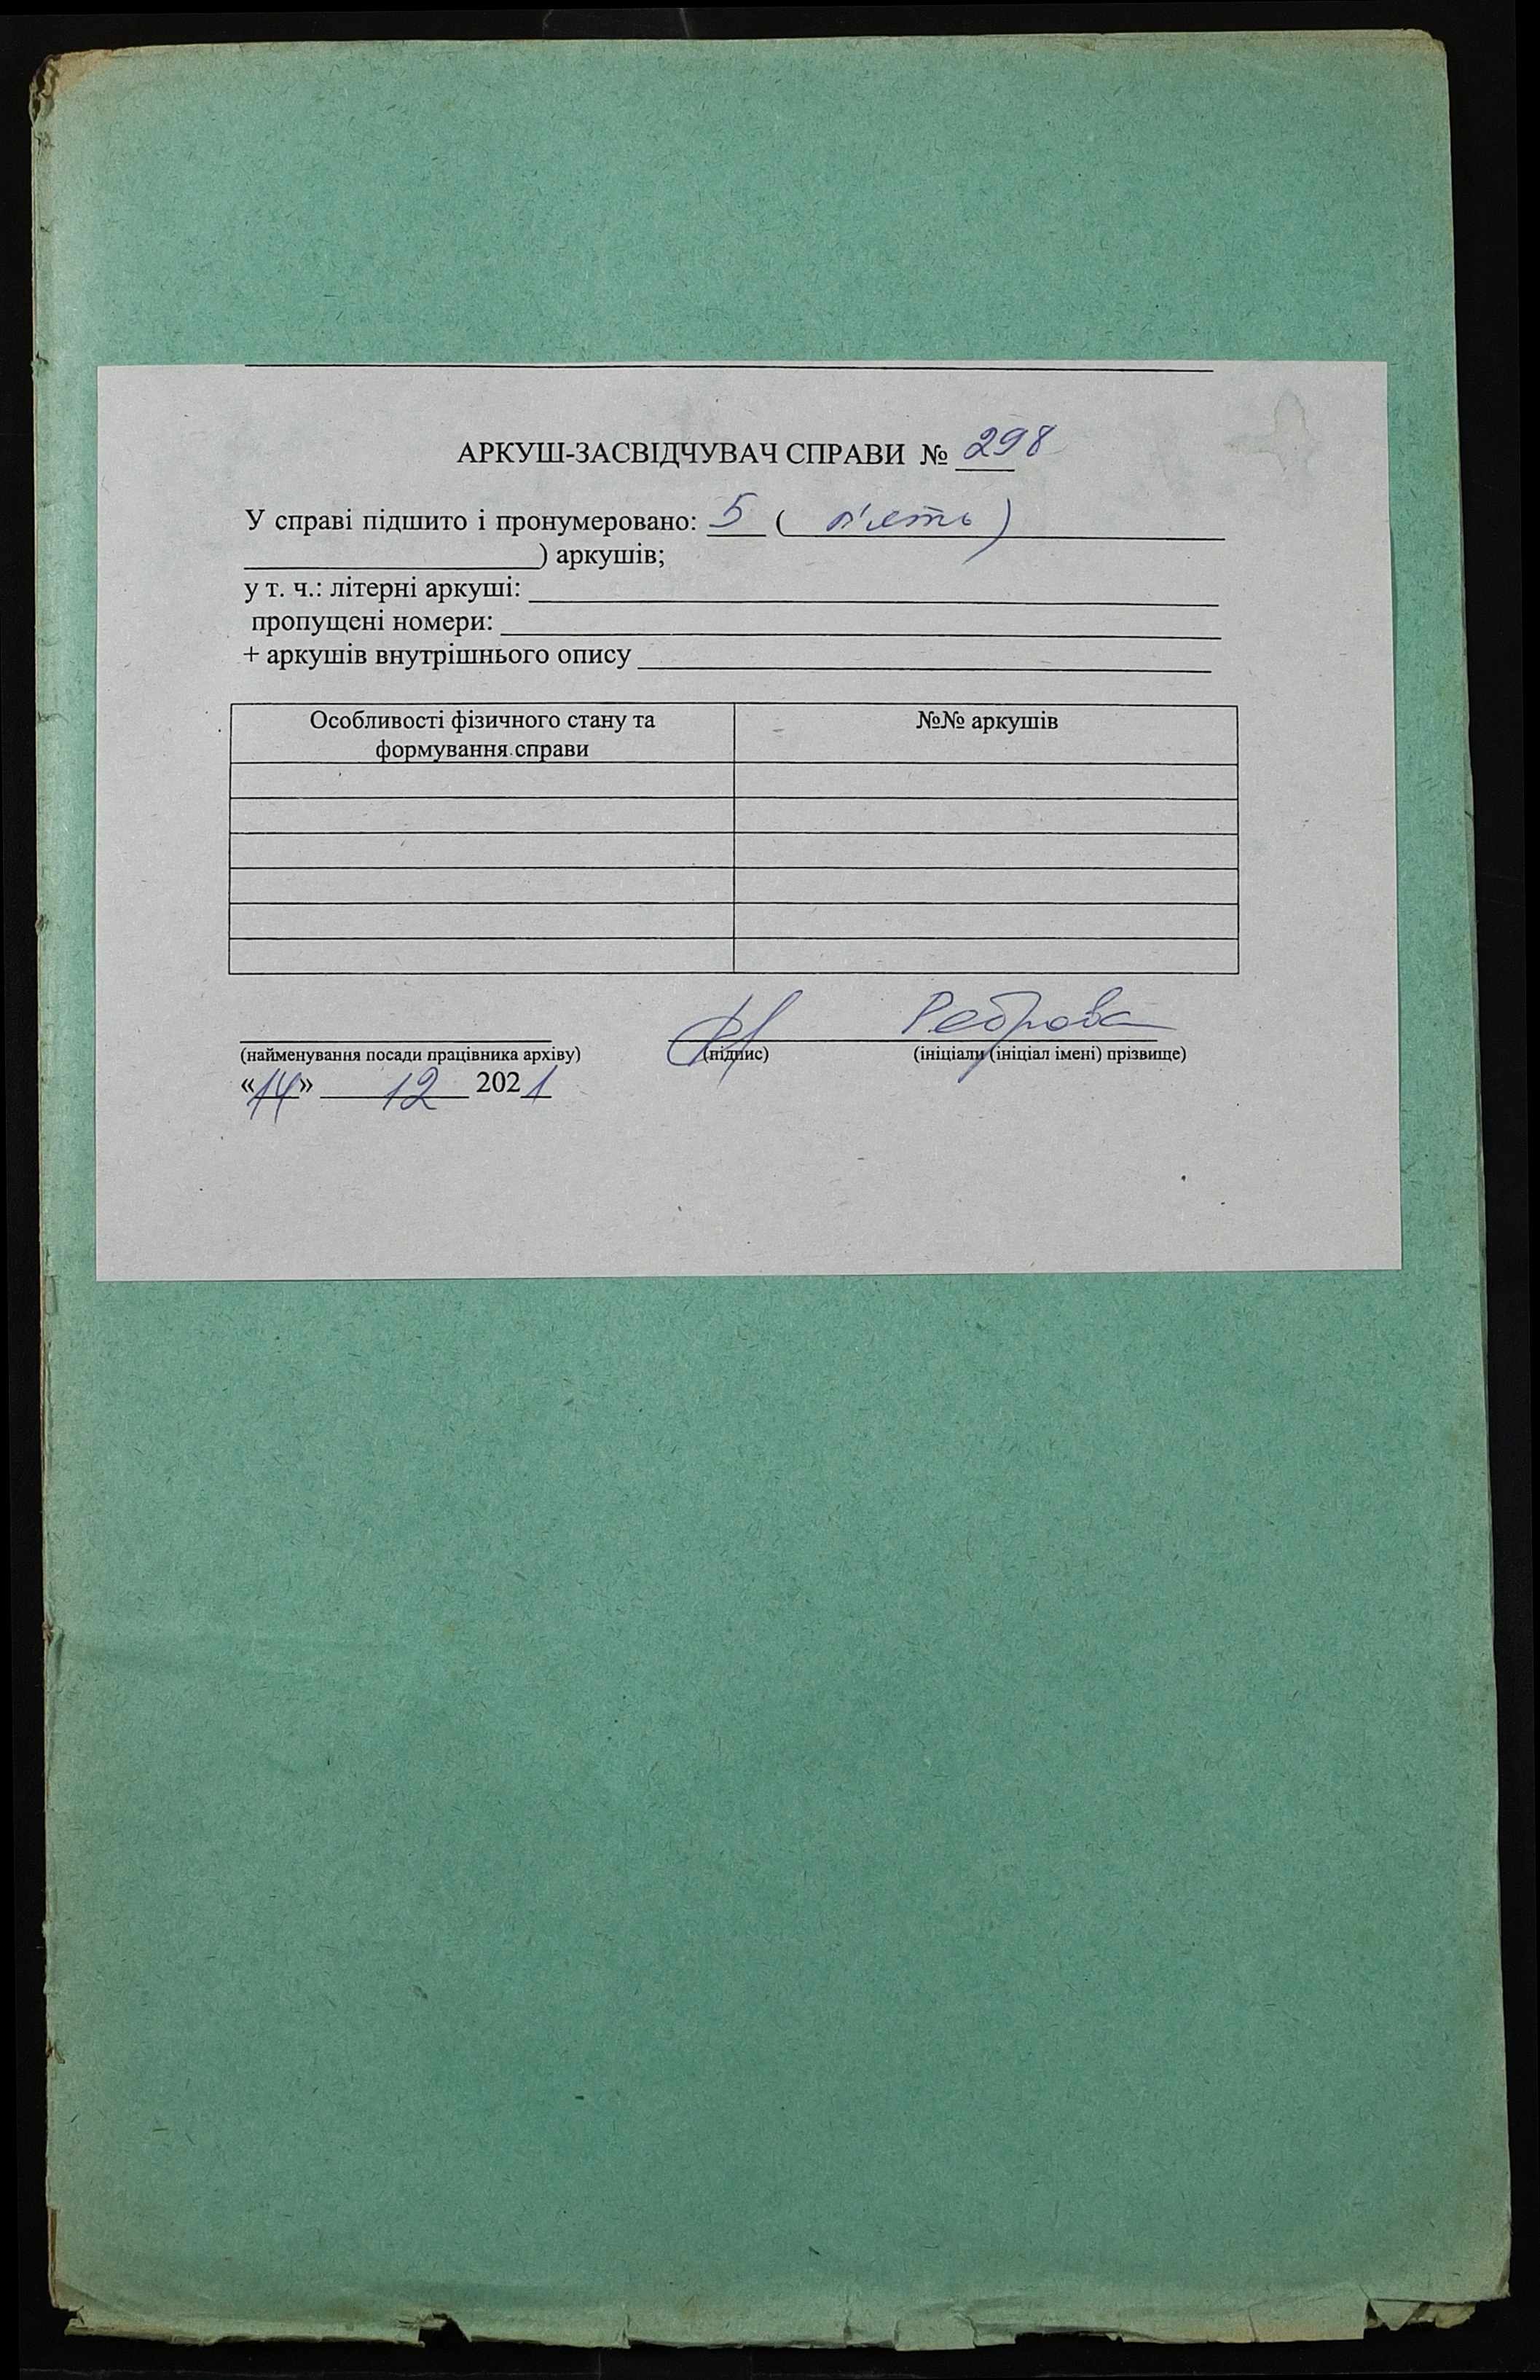 АРКУШ-ЗАСВІДЧУВАЧ СПРАВИ № 298
У справі підшито і пронумеровано: 5 ( п'ять )
) аркушів;
у т. ч.: літерні аркуші:
пропущені номери:
+ аркушів внутрішнього опису
Особливості фізичного стану та №№ аркушів
формування справи
Реброва
(найменування посади працівника архіву) (підпис) (ініціали (ініціал імені) прізвище)
«14» 12 2021